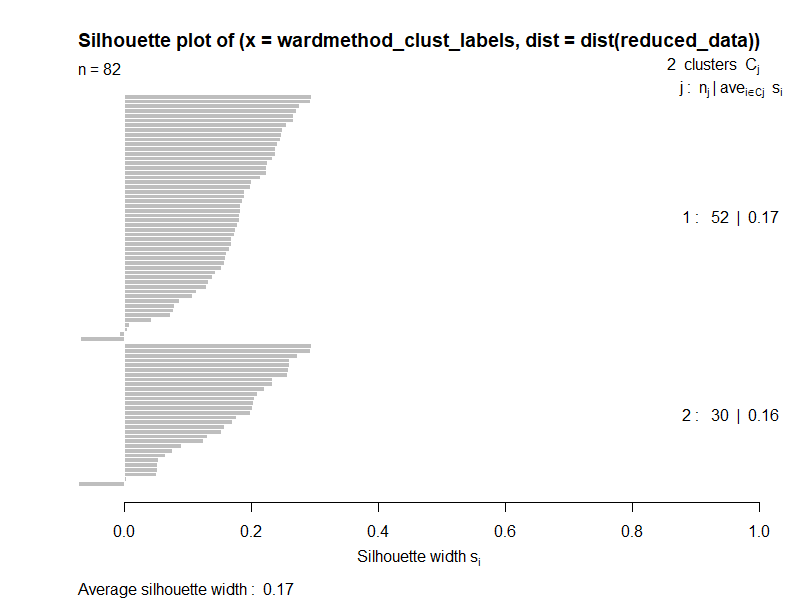 Silhouette plot of (x = wardmethod_clust_labels, dist = dist(reduced_data))
n = 82
2 clusters Cj
j : nj | avei∈Cj si
1 : 52 | 0.17
2 : 30 | 0.16
0.0 0.2 0.4 0.6 0.8 1.0
Silhouette width si
Average silhouette width : 0.17